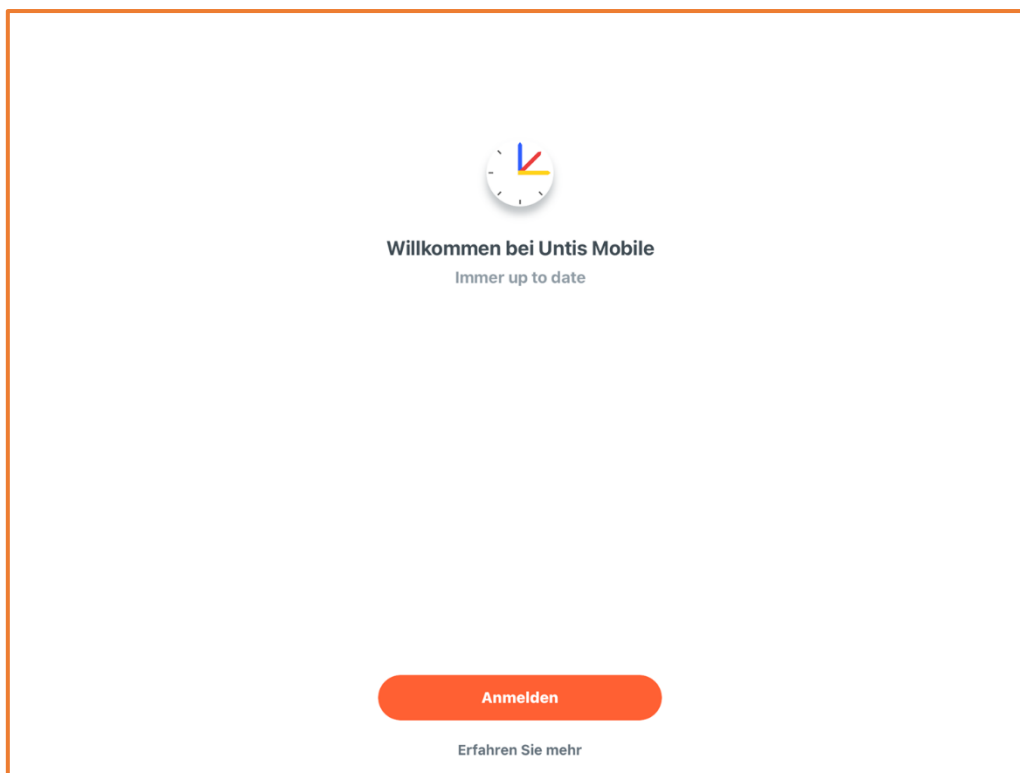 Willkommen bei Untis Mobile
Immer up to date
Anmelden
Erfahren Sie mehr